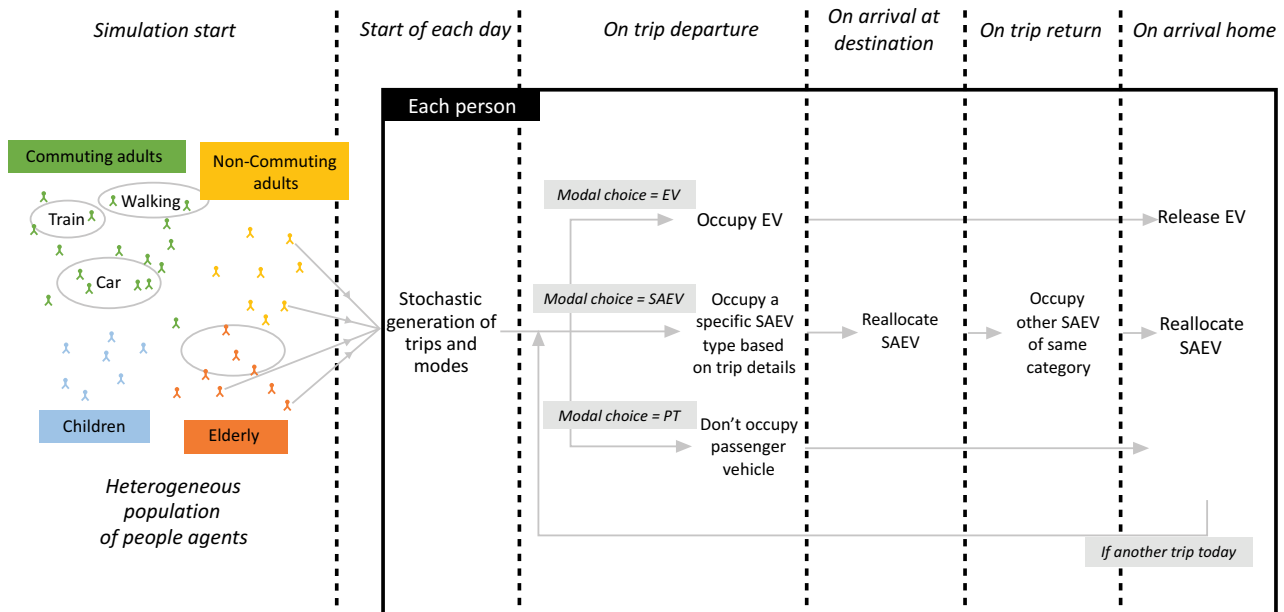 Simulation start
Start of each day
On trip departure
On arrival at
destination
On trip return
On arrival home
Each person
Commuting adults
Non-Commuting
adults
Walking
Train
Car
Children
Elderly
Heterogeneous
population
of people agents
Stochastic
generation of
trips and
modes
Modal choice = EV
Occupy EV
Release EV
Modal choice = SAEV
Occupy a
specific SAEV
type based
on trip details
Reallocate
SAEV
Occupy
other SAEV
of same
category
Reallocate
SAEV
Modal choice = PT
Don’t occupy
passenger
vehicle
If another trip today